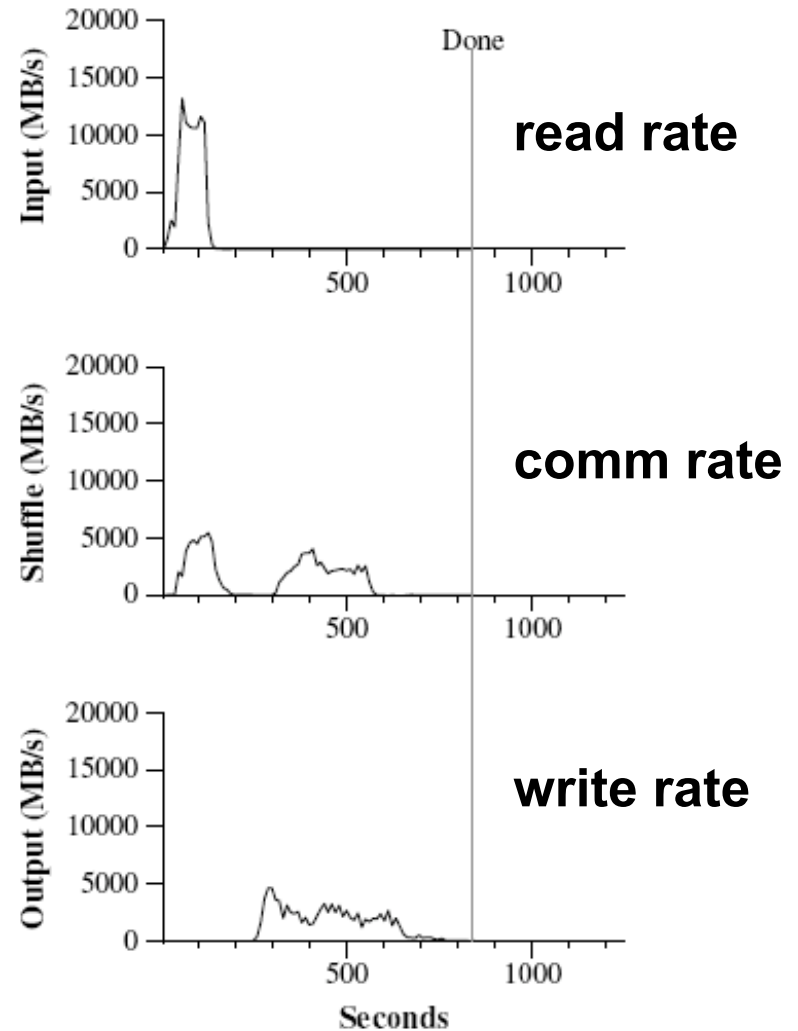 20000
Done
15000
Input (MB/s)
read rate
10000
5000
0
500
1000
20000
15000
Shuffle (MB/s)
comm rate
10000
5000
0
500
1000
20000
15000
Output (MB/s)
write rate
10000
5000
0
500
1000
Seconds